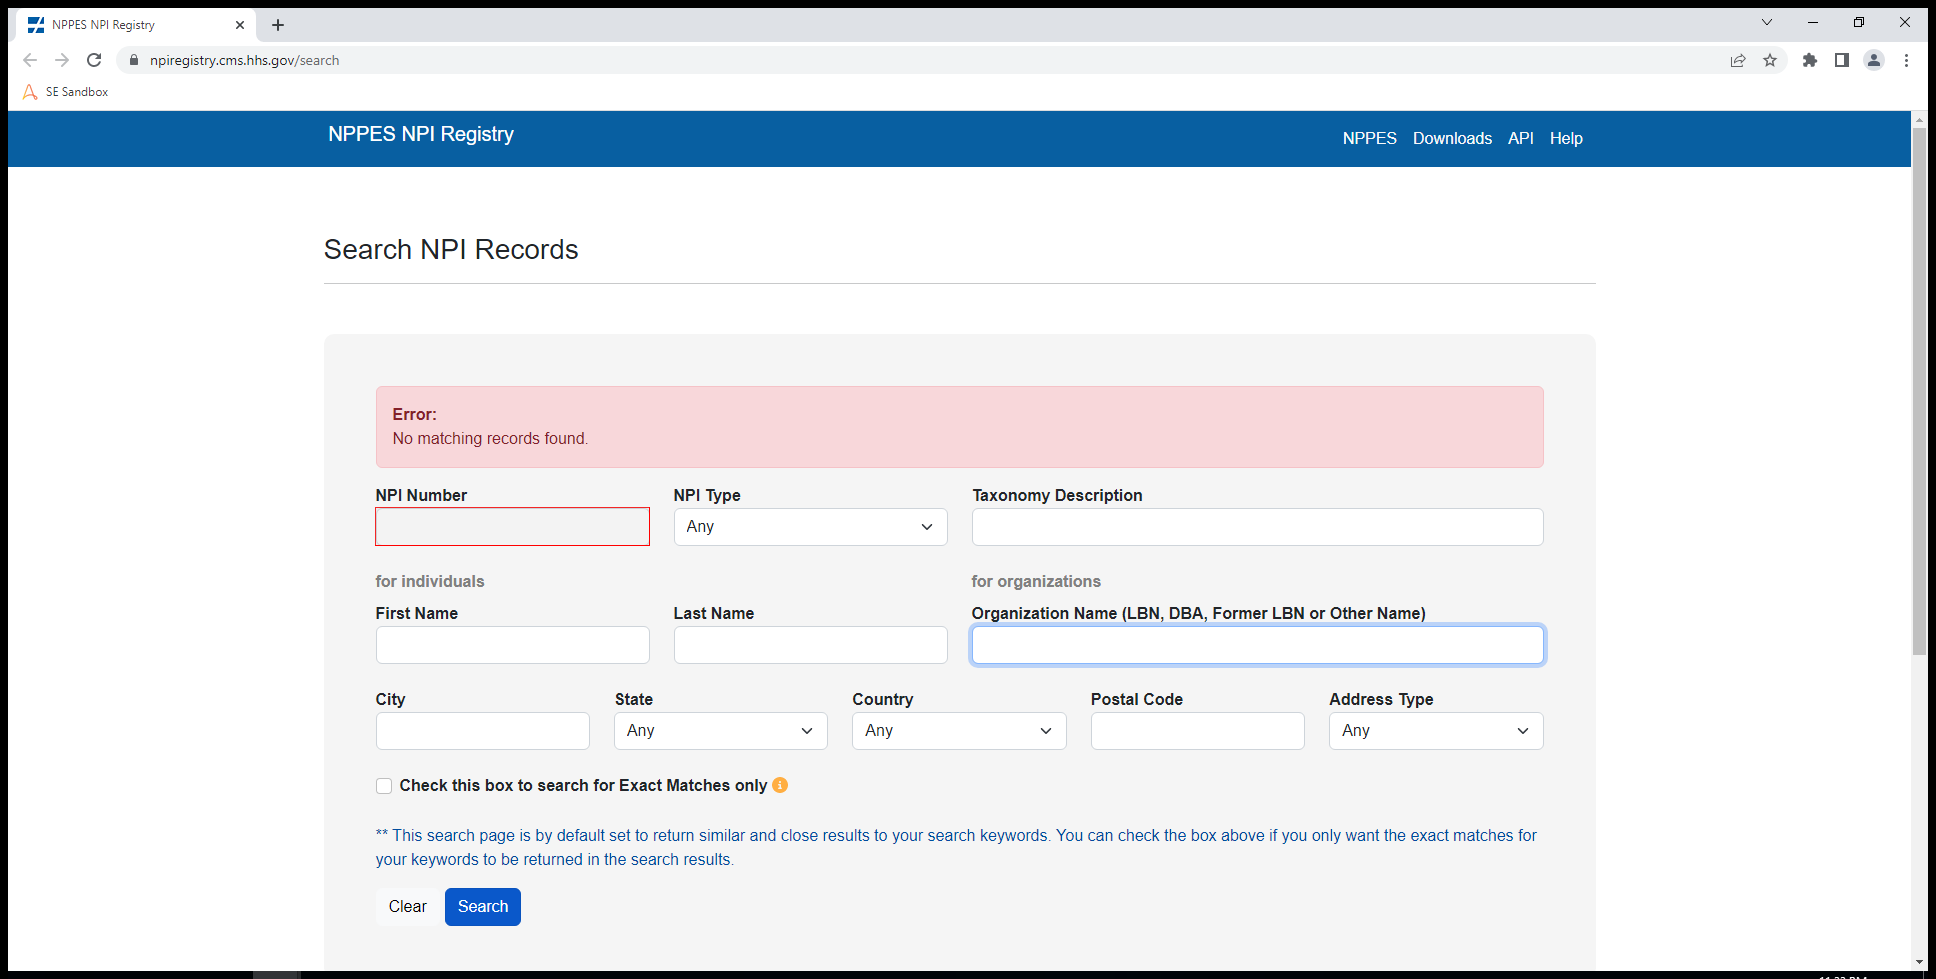 NPPES NPI Registry
npiregistry.cms.hhs.gov/search
SE Sandbox
NPPES NPI Registry
NPPES Downloads API Help
Search NPI Records
Error:
No matching records found.
NPI Number NPI Type Taxonomy Description
Any
for individuals for organizations
First Name Last Name Organization Name (LBN, DBA, Former LBN or Other Name)
City State Country Postal Code Address Type
Any Any Any
Check this box to search for Exact Matches only
** This search page is by default set to return similar and close results to your search keywords. You can check the box above if you only want the exact matches for
your keywords to be returned in the search results.
Clear Search